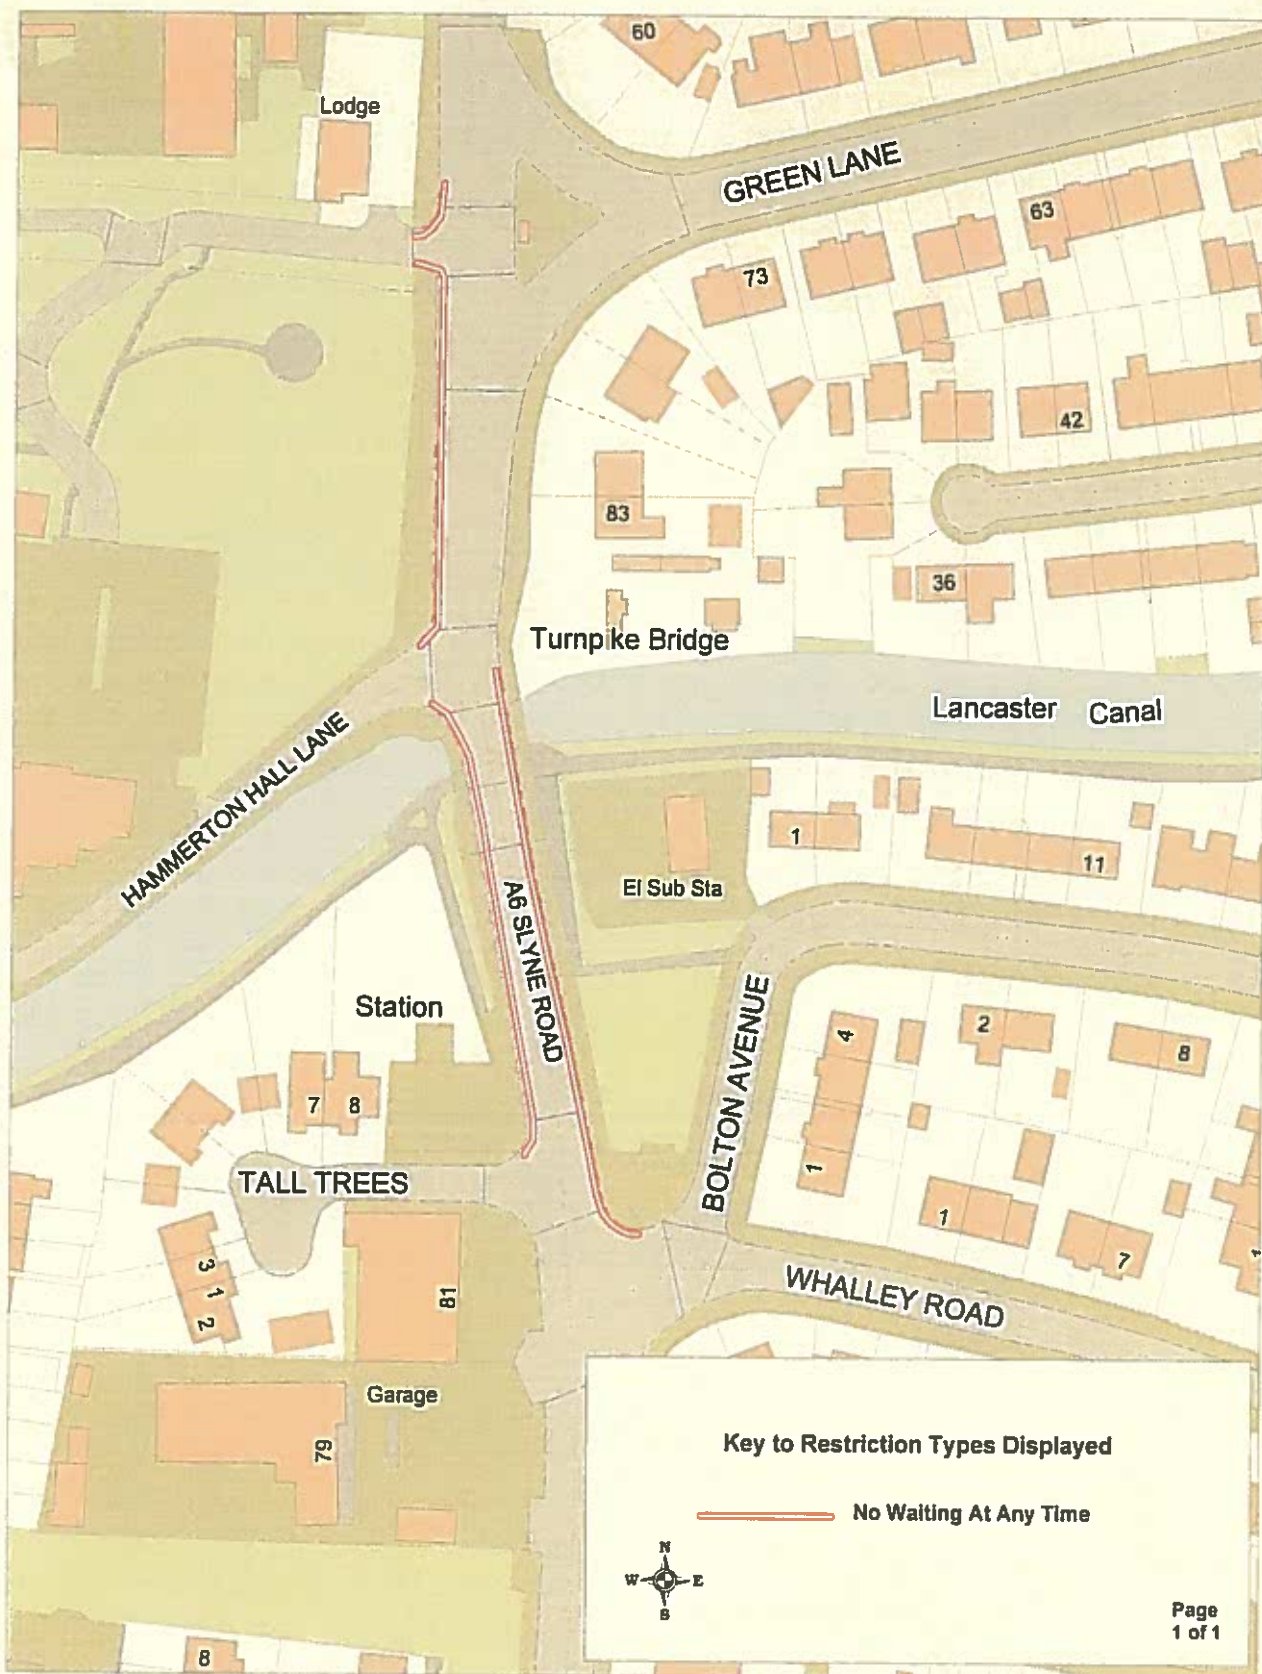 60
Lodge
GREEN LANE
63
73
42
83
36
Turnpike Bridge
Lancaster Canal
HAMMERTON HALL LANE
1
11
El Sub Sta
A6 SLYNE ROAD
Station
BOLTON AVENUE
4
2
8
7
8
1
TALL TREES
1
7
1
3
1
2
81
WHALLEY ROAD
Garage
79
Key to Restriction Types Displayed
No Waiting At Any Time
N
W E
S
Page
1 of 1
8